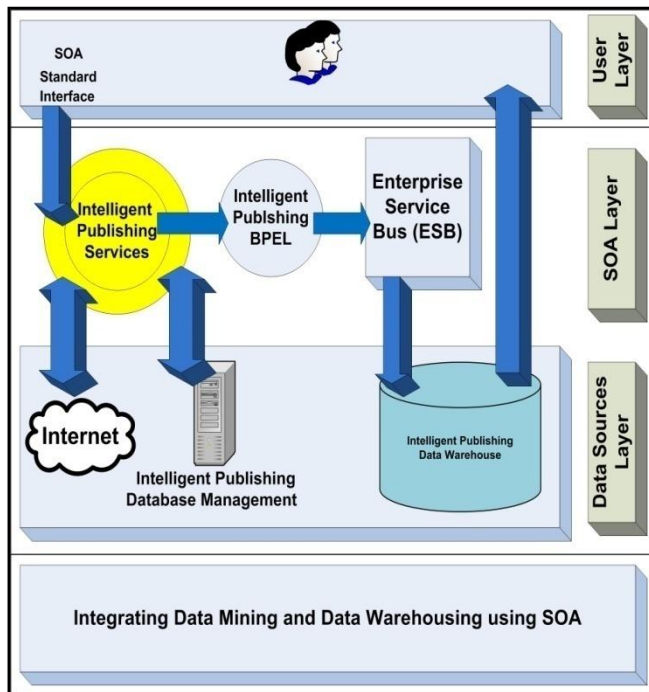 SOA
Standard
Interface
User
Layer
Intelligent
Publishing
Services
Intelligent
Publshing
BPEL
Enterprise
Service
Bus (ESB)
SOA Layer
Internet
Intelligent Publishing
Database Management
Intelligent Publishing
Data Warehouse
Data Sources
Layer
Integrating Data Mining and Data Warehousing using SOA